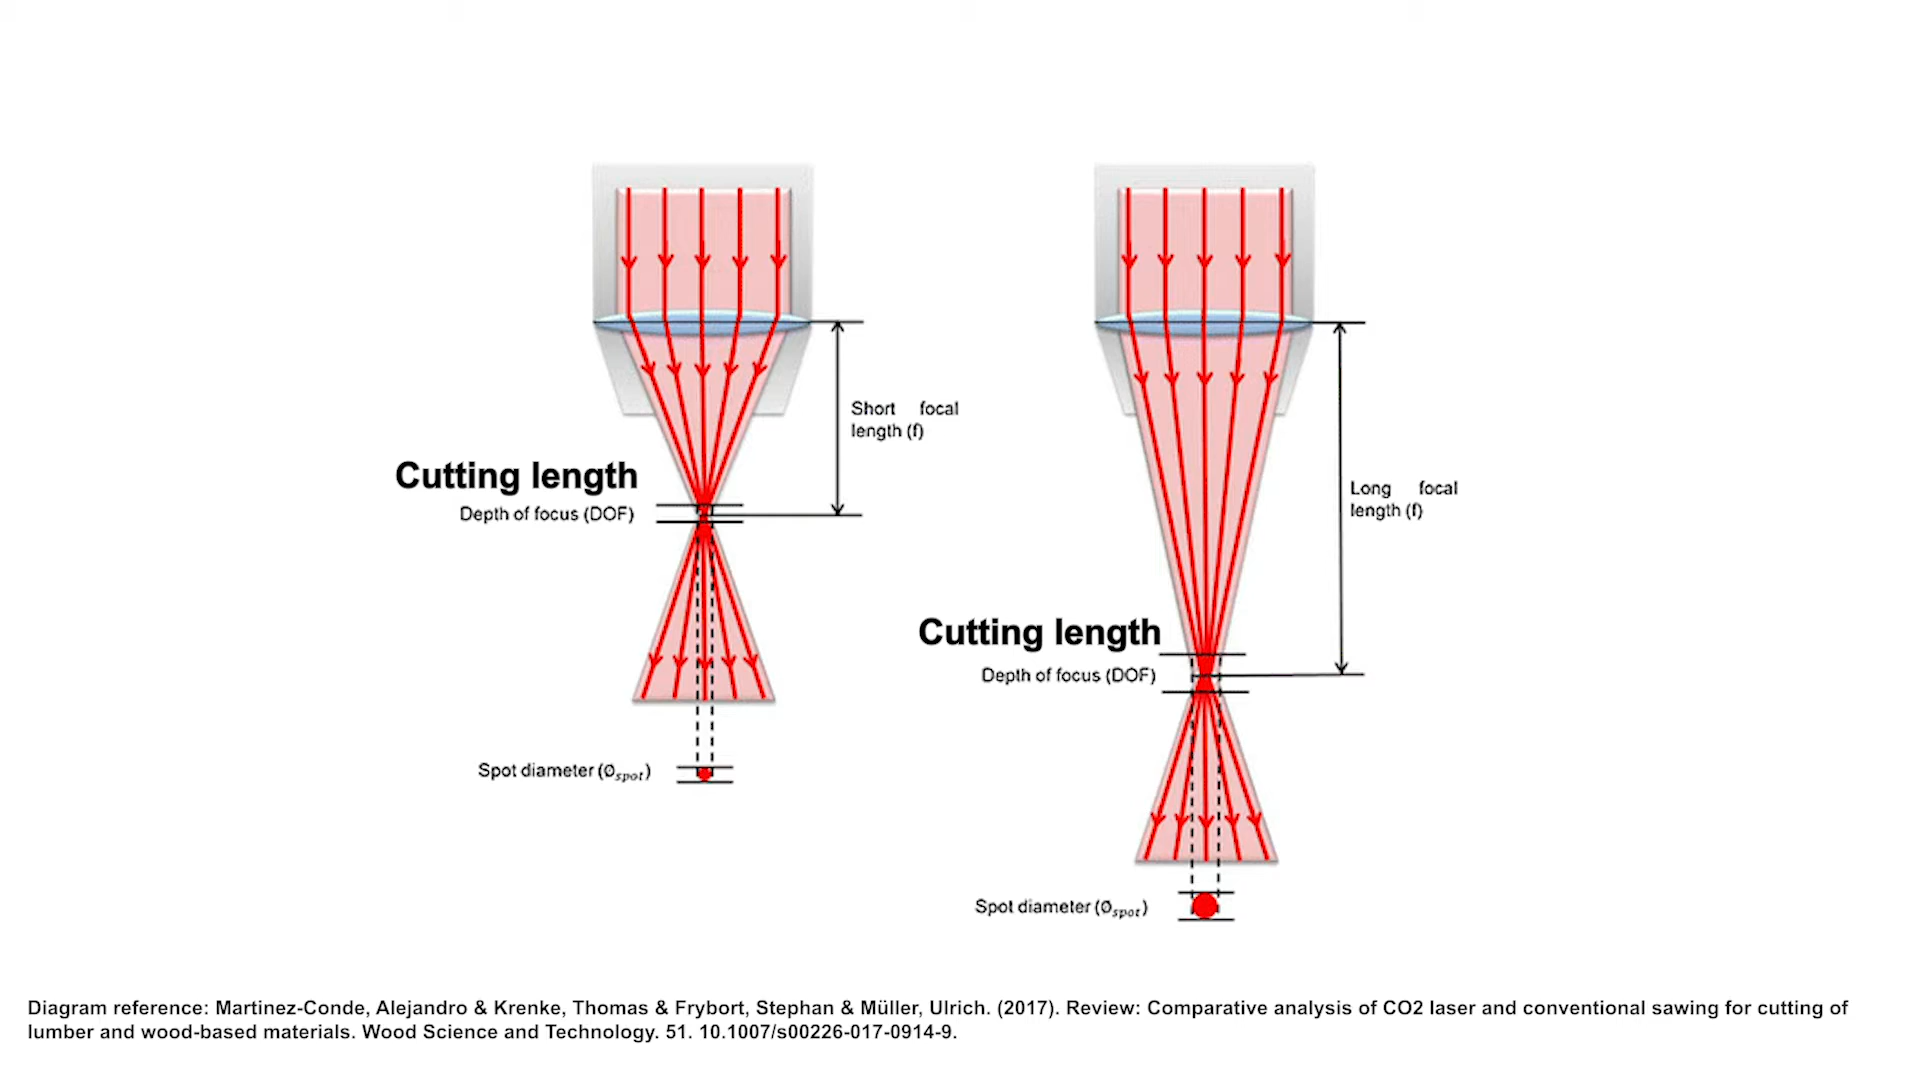 Short focal
length (f)
Cutting length
Depth of focus (DOF)
Spot diameter (Ø𝑠𝑝𝑜𝑡)
Long focal
length (f)
Cutting length
Depth of focus (DOF)
Spot diameter (Ø𝑠𝑝𝑜𝑡)
Diagram reference: Martinez-Conde, Alejandro & Krenke, Thomas & Frybort, Stephan & Müller, Ulrich. (2017). Review: Comparative analysis of CO2 laser and conventional sawing for cutting of
lumber and wood-based materials. Wood Science and Technology. 51. 10.1007/s00226-017-0914-9.